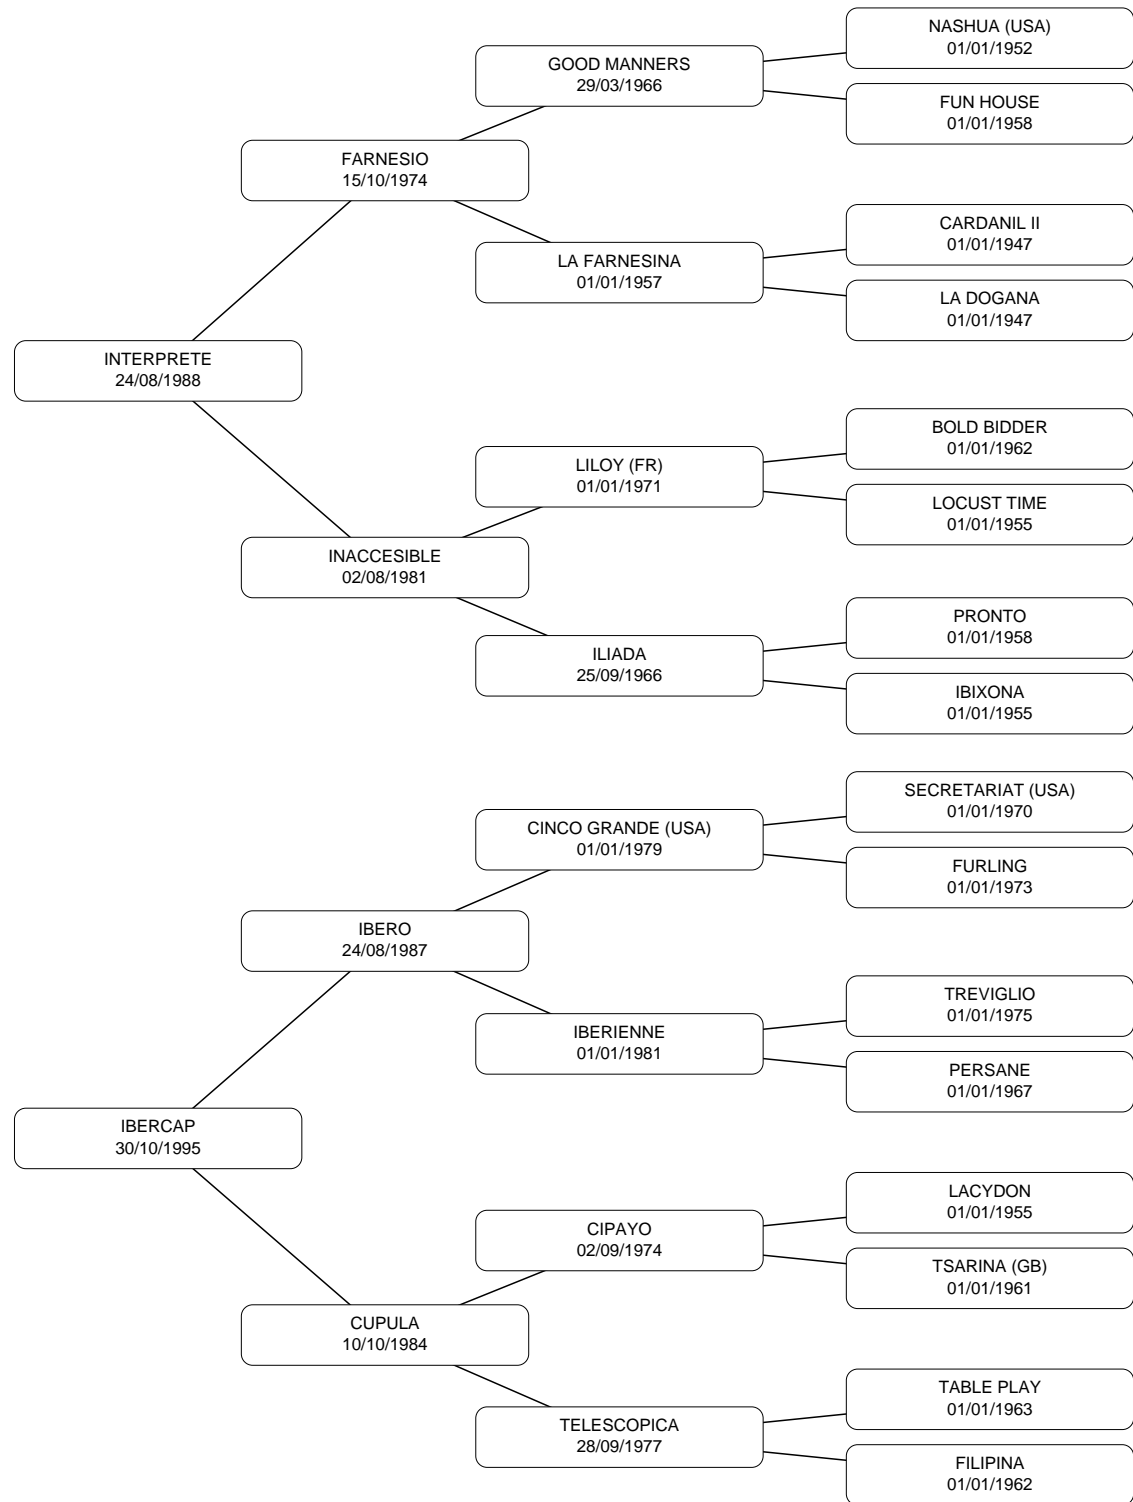 NASHUA (USA)
01/01/1952
GOOD MANNERS
29/03/1966
FUN HOUSE
01/01/1958
FARNESIO
15/10/1974
CARDANIL II
01/01/1947
LA FARNESINA
01/01/1957
LA DOGANA
01/01/1947
INTERPRETE
24/08/1988
BOLD BIDDER
01/01/1962
LILOY (FR)
01/01/1971
LOCUST TIME
01/01/1955
INACCESIBLE
02/08/1981
PRONTO
01/01/1958
ILIADA
25/09/1966
IBIXONA
01/01/1955
SECRETARIAT (USA)
01/01/1970
CINCO GRANDE (USA)
01/01/1979
FURLING
01/01/1973
IBERO
24/08/1987
TREVIGLIO
01/01/1975
IBERIENNE
01/01/1981
PERSANE
01/01/1967
IBERCAP
30/10/1995
LACYDON
01/01/1955
CIPAYO
02/09/1974
TSARINA (GB)
01/01/1961
CUPULA
10/10/1984
TABLE PLAY
01/01/1963
TELESCOPICA
28/09/1977
FILIPINA
01/01/1962